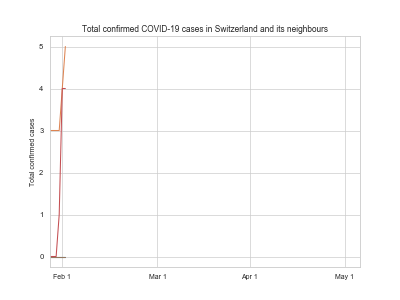 Total confirmed COVID-19 cases in Switzerland and its neighbours
5
4
3
2
1
0
Total confirmed cases
Feb 1
Mar 1
Apr 1
May 1